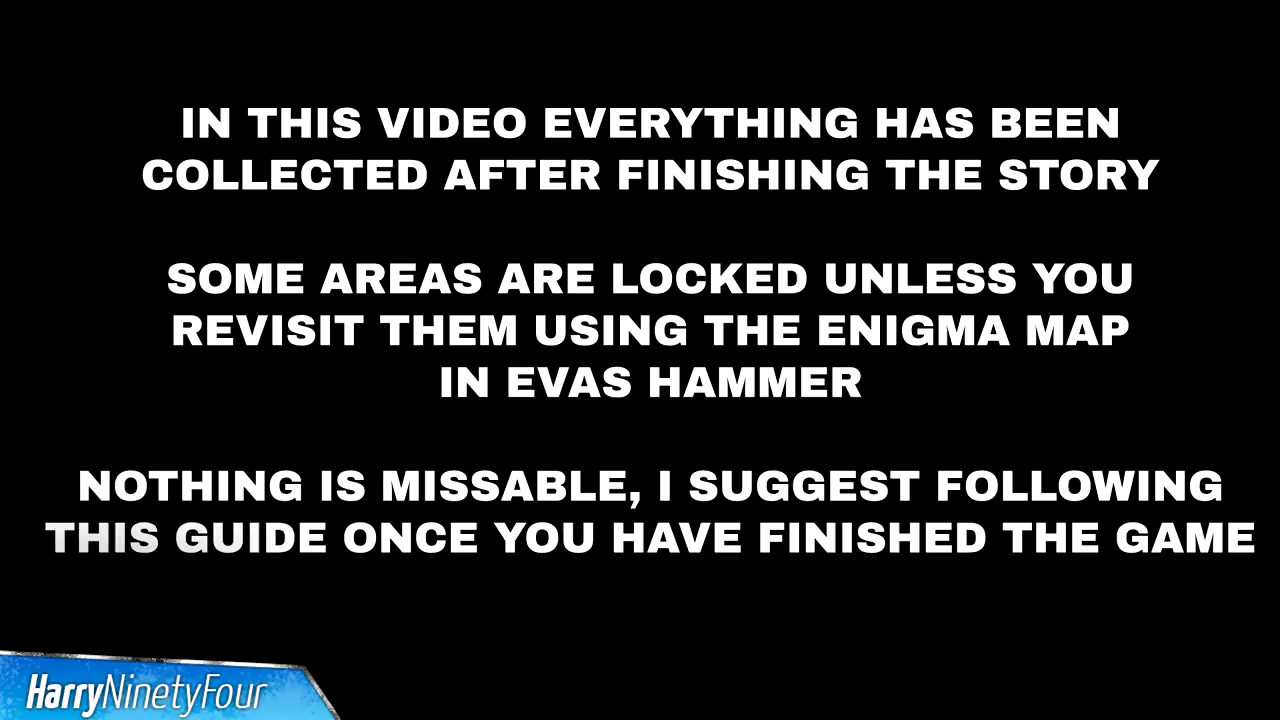 IN THIS VIDEO EVERYTHING HAS BEEN
COLLECTED AFTER FINISHING THE STORY
SOME AREAS ARE LOCKED UNLESS YOU
REVISIT THEM USING THE ENIGMA MAP
IN EVAS HAMMER
NOTHING IS MISSABLE, I SUGGEST FOLLOWING
THIS GUIDE ONCE YOU HAVE FINISHED THE GAME
HarryNinetyFour